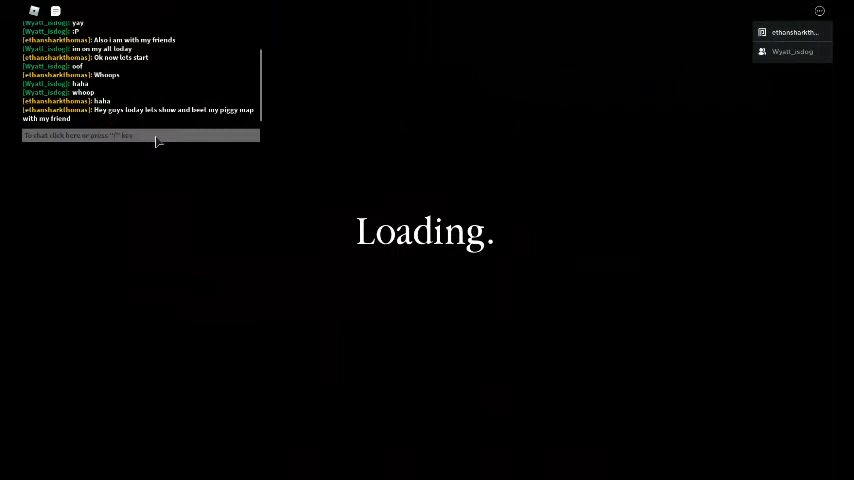 [Wyatt_isdog]: yay
[Wyatt_isdog]: :P
[ethansharkthomas]: Also i am with my friends
[Wyatt_isdog]: im on my all today
[ethansharkthomas]: Ok now lets start
[Wyatt_isdog]: oof
[ethansharkthomas]: Whoops
[Wyatt_isdog]: haha
[Wyatt_isdog]: whoop
[ethansharkthomas]: haha
[ethansharkthomas]: Hey guys today lets show and beet my piggy map
with my friend
To chat click here or press "/" key
ethansharkth...
Wyatt_isdog
Loading.